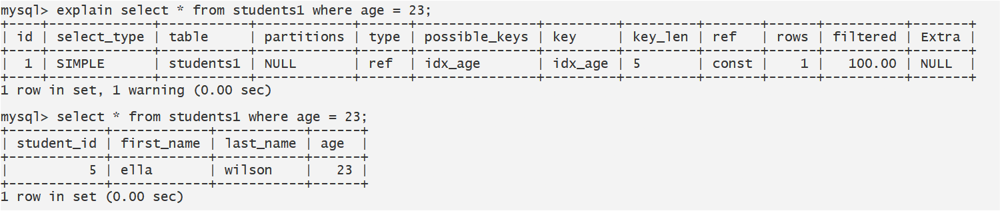 mysql> explain select * from students1 where age = 23;
+----+-------------+-----------+------------+------+---------------+---------+---------+-------+------+----------+-------+
| id | select_type | table     | partitions | type | possible_keys | key     | key_len | ref   | rows | filtered | Extra |
+----+-------------+-----------+------------+------+---------------+---------+---------+-------+------+----------+-------+
|  1 | SIMPLE      | students1 | NULL       | ref  | idx_age       | idx_age | 5       | const |    1 |   100.00 | NULL  |
+----+-------------+-----------+------------+------+---------------+---------+---------+-------+------+----------+-------+
1 row in set, 1 warning (0.00 sec)
mysql> select * from students1 where age = 23;
+------------+------------+-----------+------+
| student_id | first_name | last_name | age  |
+------------+------------+-----------+------+
|          5 | ella       | wilson    |   23 |
+------------+------------+-----------+------+
1 row in set (0.00 sec)